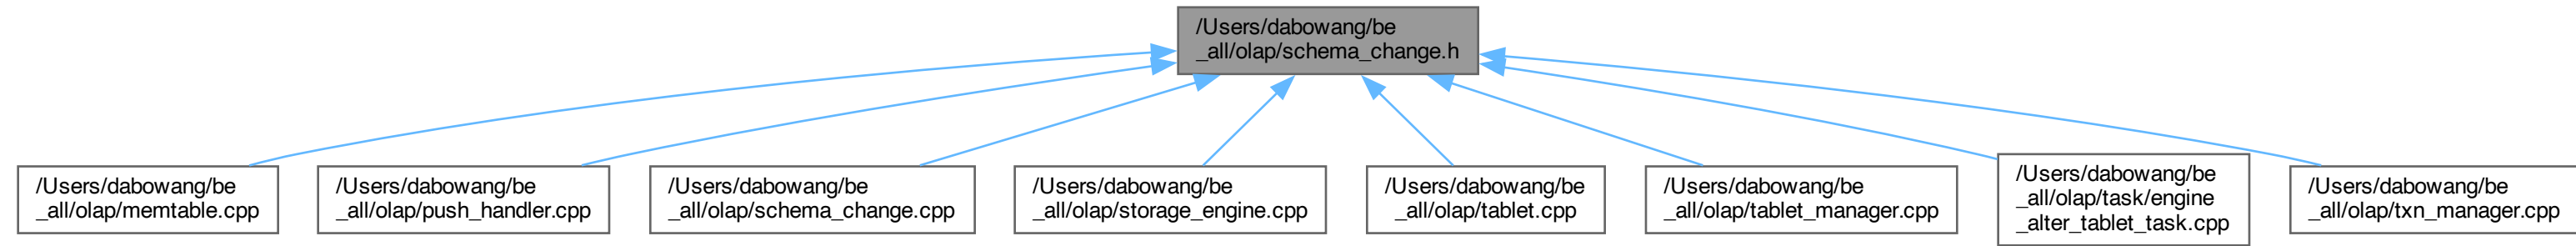 /Users/dabowang/be
_all/olap/schema_change.h
/Users/dabowang/be
_all/olap/memtable.cpp
/Users/dabowang/be
_all/olap/push_handler.cpp
/Users/dabowang/be
_all/olap/schema_change.cpp
/Users/dabowang/be
_all/olap/storage_engine.cpp
/Users/dabowang/be
_all/olap/tablet.cpp
/Users/dabowang/be
_all/olap/tablet_manager.cpp
/Users/dabowang/be
_all/olap/task/engine
_alter_tablet_task.cpp
/Users/dabowang/be
_all/olap/txn_manager.cpp